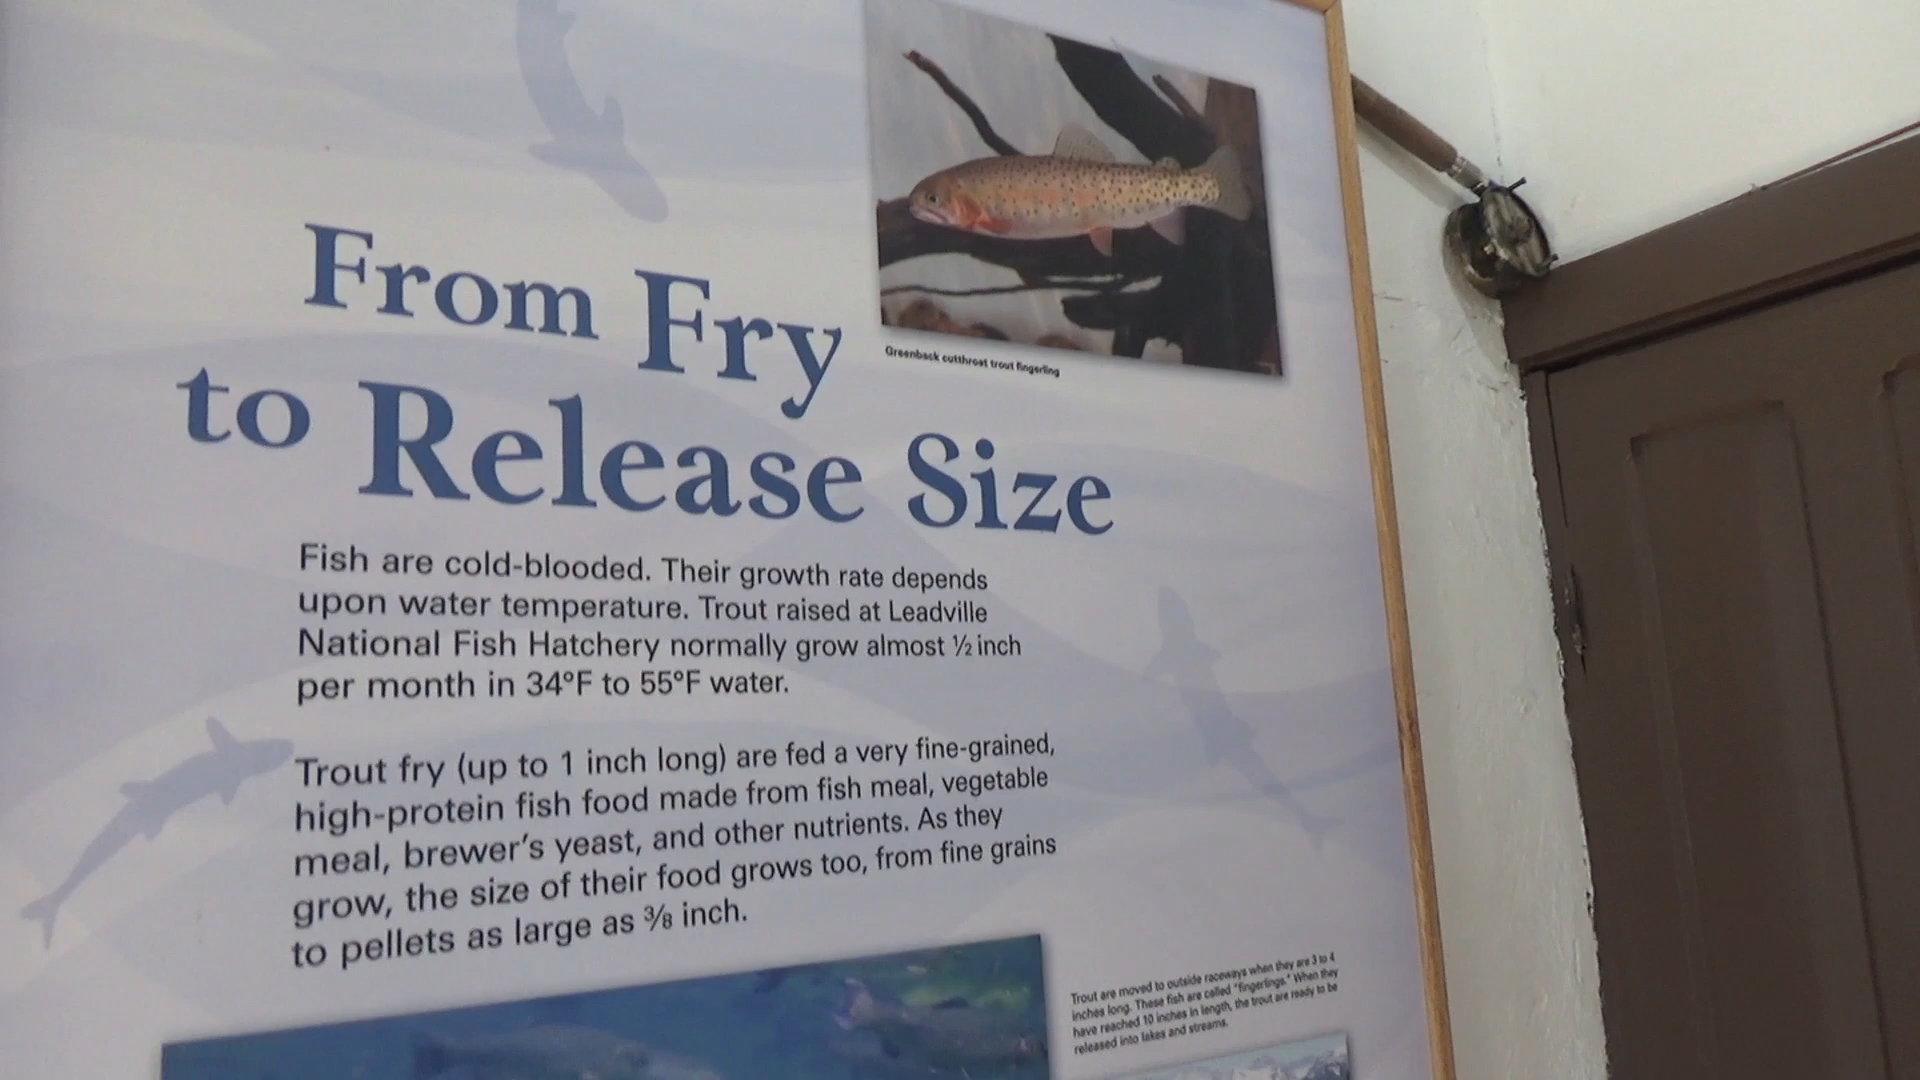 Greenback cutthroat trout fingerling
From Fry
to Release Size
Fish are cold-blooded. Their growth rate depends
upon water temperature. Trout raised at Leadville
National Fish Hatchery normally grow almost ½ inch
per month in 34°F to 55°F water.
Trout fry (up to 1 inch long) are fed a very fine-grained,
high-protein fish food made from fish meal, vegetable
meal, brewer's yeast, and other nutrients. As they
grow, the size of their food grows too, from fine grains
to pellets as large as ⅜ inch.
Trout are moved to outside raceways when they are 3 to 4
inches long. These fish are called "fingerlings." When they
have reached 10 inches in length, the trout are ready to be
released into lakes and streams.